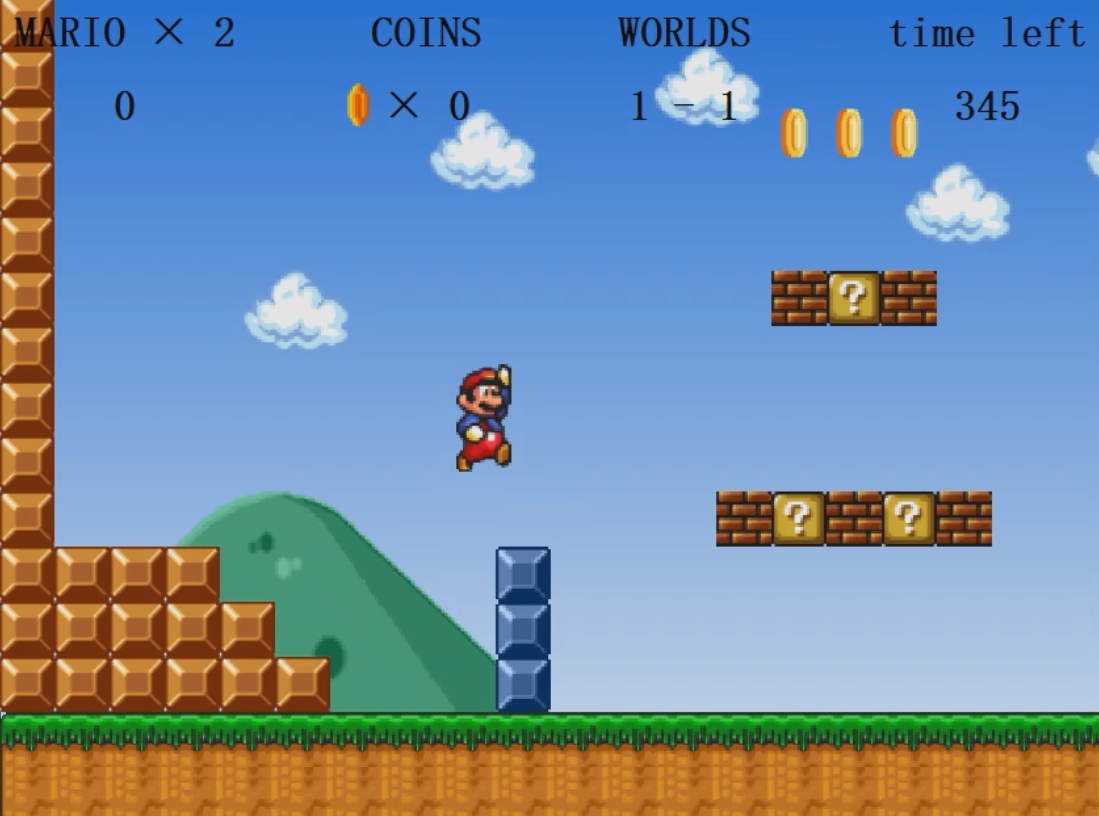 MARIO × 2 COINS WORLDS time left
0 × 0 1 - 1 345
?
? ?